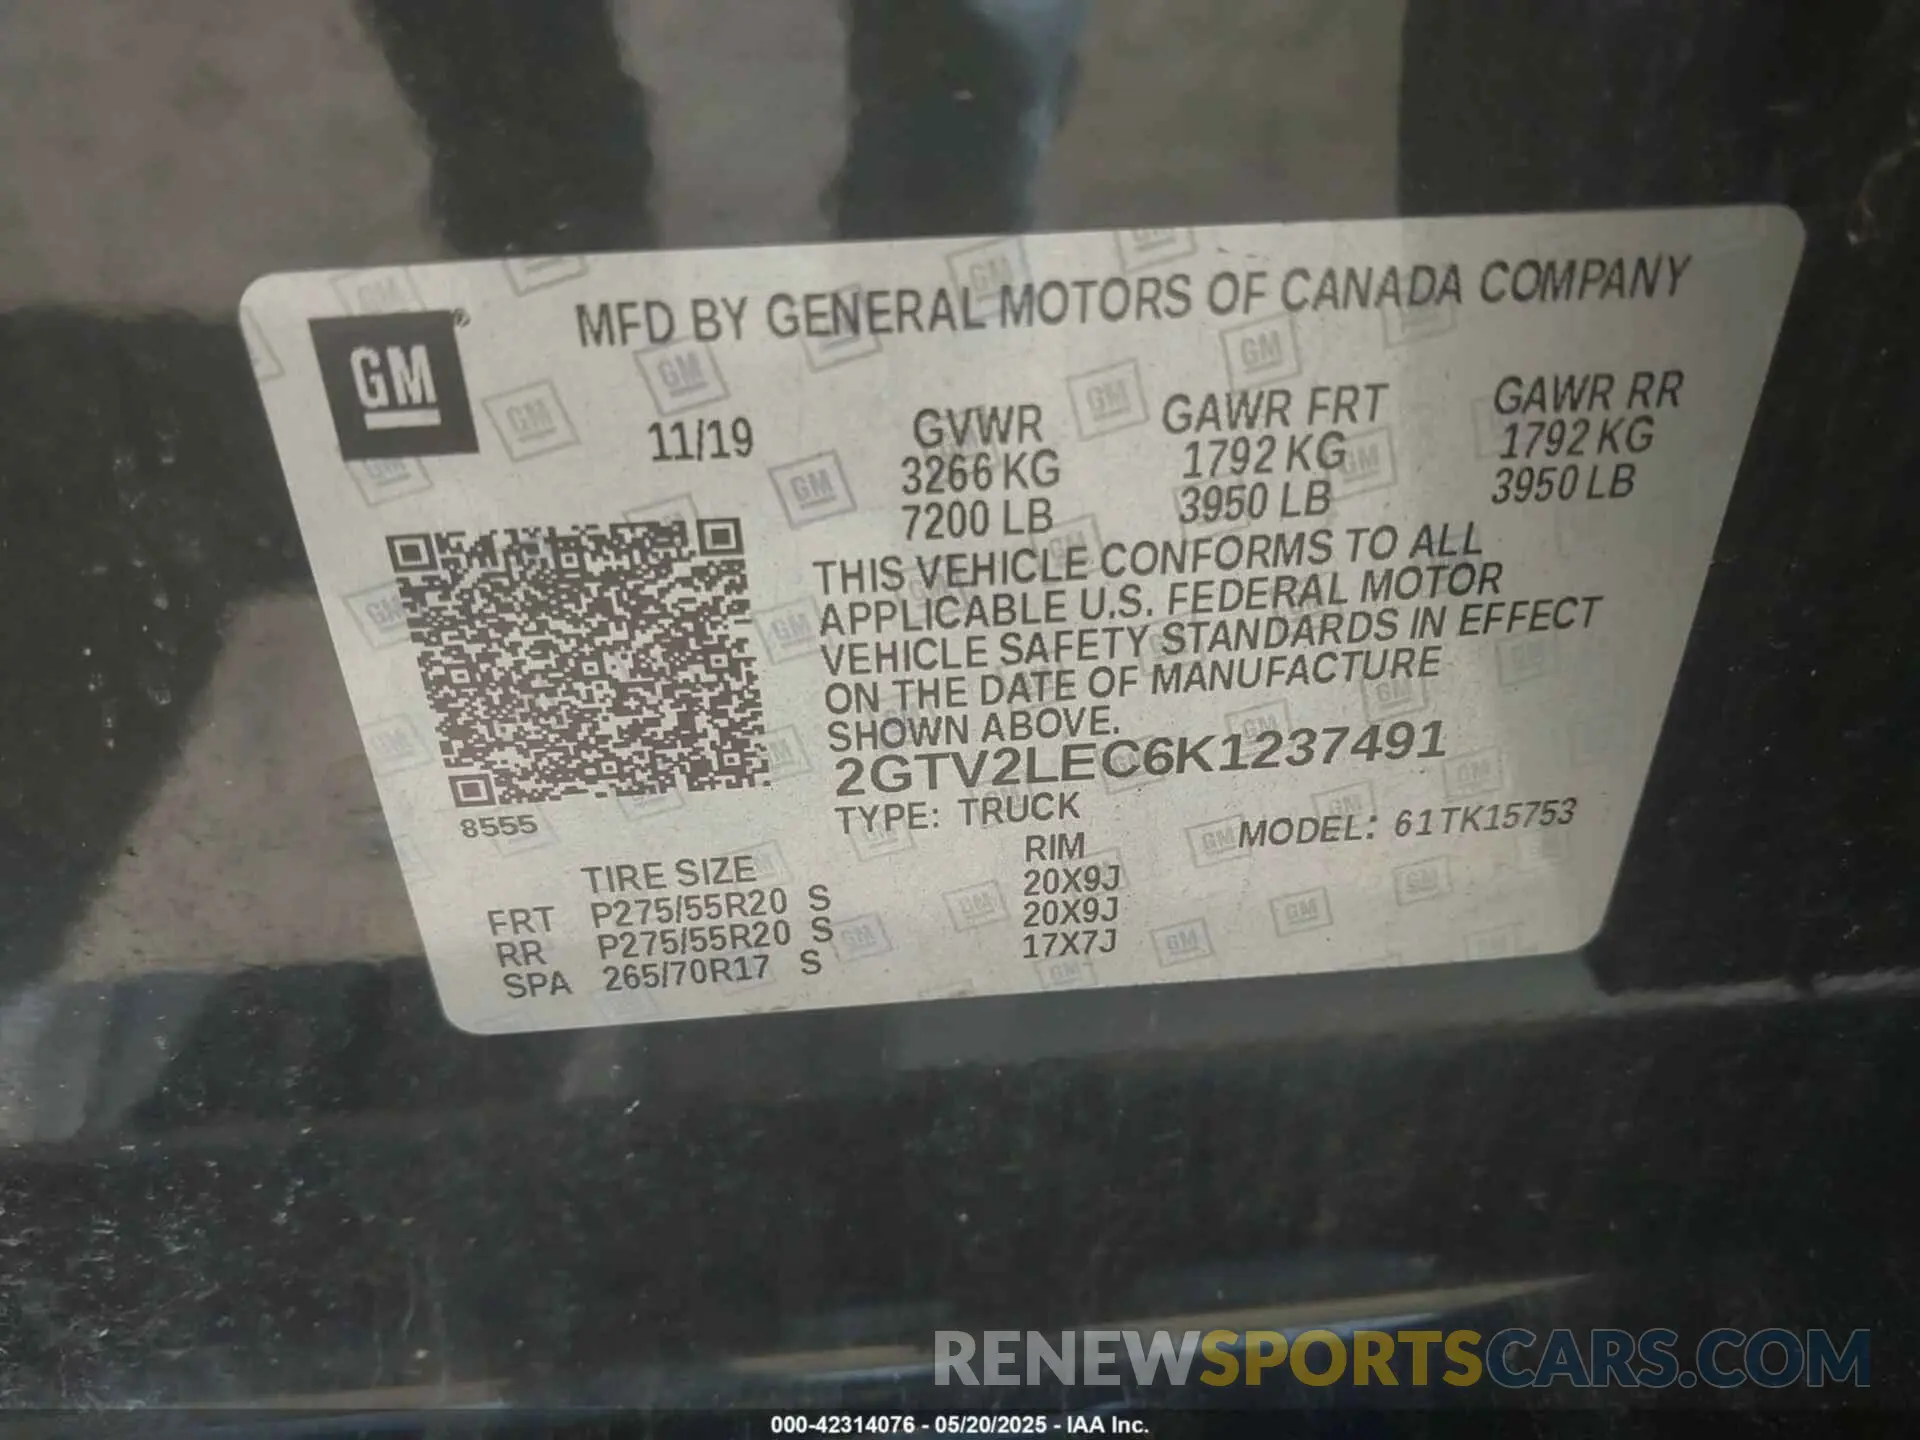 GM ®
MFD BY GENERAL MOTORS OF CANADA COMPANY
11/19
GVWR GAWR FRT GAWR RR
3266 KG 1792 KG 1792 KG
7200 LB 3950 LB 3950 LB
THIS VEHICLE CONFORMS TO ALL
APPLICABLE U.S. FEDERAL MOTOR
VEHICLE SAFETY STANDARDS IN EFFECT
ON THE DATE OF MANUFACTURE
SHOWN ABOVE.
2GTV2LEC6K1237491
TYPE: TRUCK
MODEL: 61TK15753
8555
TIRE SIZE RIM
FRT P275/55R20 S 20X9J
RR P275/55R20 S 20X9J
SPA 265/70R17 S 17X7J
RENEWSPORTSCARS.COM
000-42314076 - 05/20/2025 - IAA Inc.